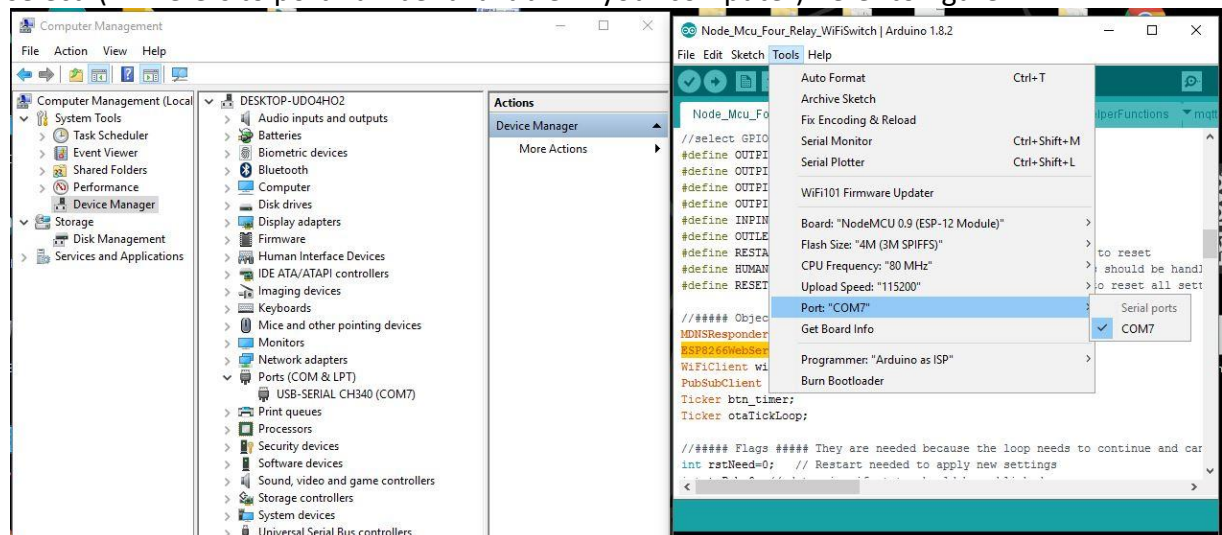 Computer Management
File Action View Help
Computer Management (Local
System Tools
Task Scheduler
Event Viewer
Shared Folders
Performance
Device Manager
Storage
Disk Management
Services and Applications
DESKTOP-UDO4HO2
Audio inputs and outputs
Batteries
Biometric devices
Bluetooth
Computer
Disk drives
Display adapters
Firmware
Human Interface Devices
IDE ATA/ATAPI controllers
Imaging devices
Keyboards
Mice and other pointing devices
Monitors
Network adapters
Ports (COM & LPT)
USB-SERIAL CH340 (COM7)
Print queues
Processors
Security devices
Software devices
Sound, video and game controllers
Storage controllers
System devices
Universal Serial Bus controllers
Actions
Device Manager
More Actions
Node_Mcu_Four_Relay_WiFiSwitch | Arduino 1.8.2
File Edit Sketch Tools Help
Node_Mcu_Fo
lperFunctions
mqtt
Auto Format Ctrl+T
Archive Sketch
Fix Encoding & Reload
Serial Monitor Ctrl+Shift+M
Serial Plotter Ctrl+Shift+L
WiFi101 Firmware Updater
Board: "NodeMCU 0.9 (ESP-12 Module)"
Flash Size: "4M (3M SPIFFS)"
CPU Frequency: "80 MHz"
Upload Speed: "115200"
Port: "COM7"
Get Board Info
Programmer: "Arduino as ISP"
Burn Bootloader
Serial ports
COM7
//select GPIO
#define OUTPI
#define OUTPI
#define OUTPI
#define OUTPI
#define INPIN
#define OUTLE
#define RESTA to reset
#define HUMAN should be handl
#define RESET o reset all sett
//##### Objec
MDNSResponder
ESP8266WebSer
WiFiClient wi
PubSubClient
Ticker btn_timer;
Ticker otaTickLoop;
//##### Flags ##### They are needed because the loop needs to continue and car
int rstNeed=0; // Restart needed to apply new settings